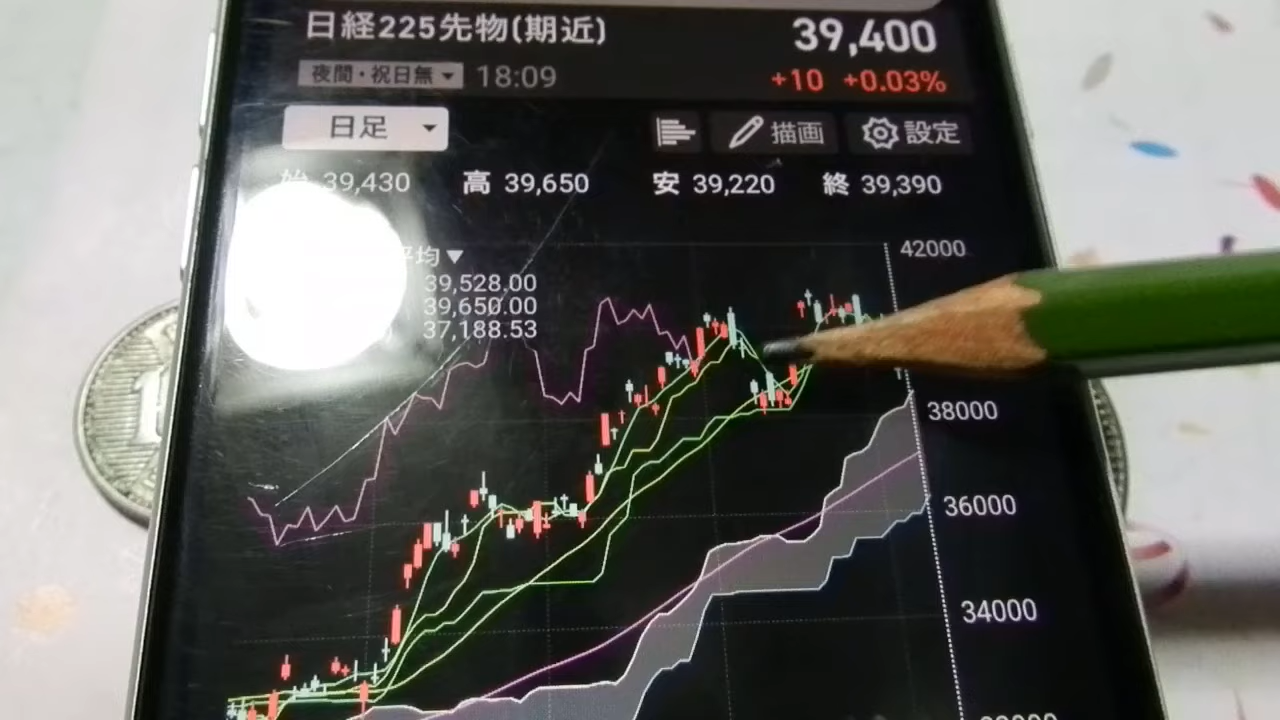 日経225先物(期近) 39,400
夜間・祝日無 18:09 +10 +0.03%
日足 描画 設定
始 39,430 高 39,650 安 39,220 終 39,390
平均
42000
39,528.00
39,650.00
37,188.53
38000
36000
34000